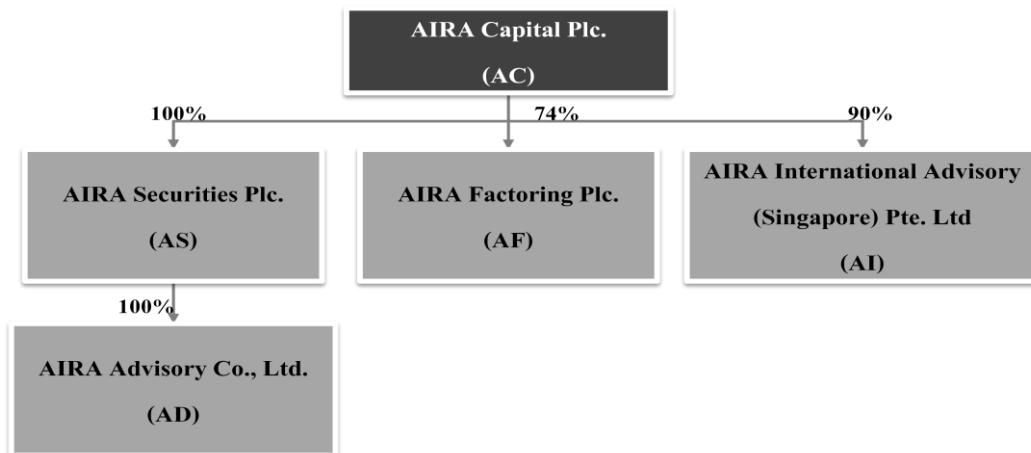 AIRA Capital Plc.
(AC)
100%
74%
90%
AIRA Securities Plc.
(AS)
AIRA Factoring Plc.
(AF)
AIRA International Advisory
(Singapore) Pte. Ltd
(AI)
100%
AIRA Advisory Co., Ltd.
(AD)